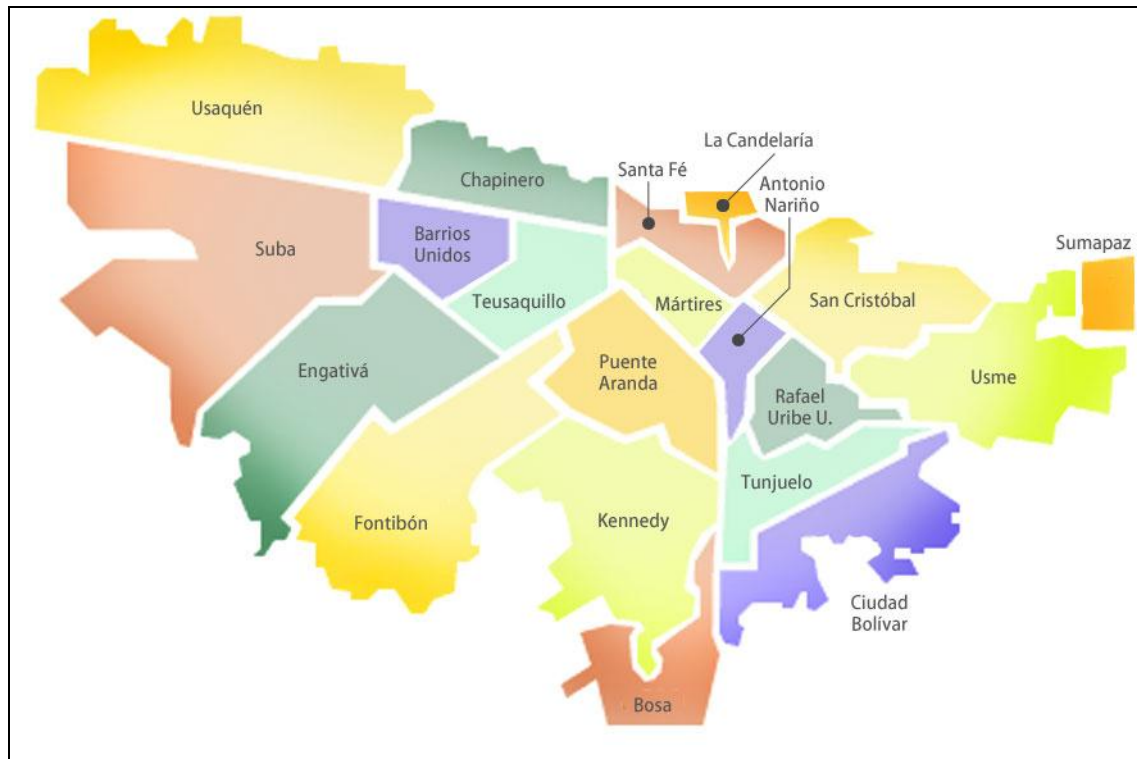 Usaquén
La Candelaría
Santa Fé
Chapinero
Antonio
Nariño
Barrios
Unidos
Suba
Sumapaz
Teusaquillo
Mártires
San Cristóbal
Engativá
Puente
Aranda
Usme
Rafael
Uribe U.
Tunjuelo
Fontibón
Kennedy
Ciudad
Bolívar
Bosa